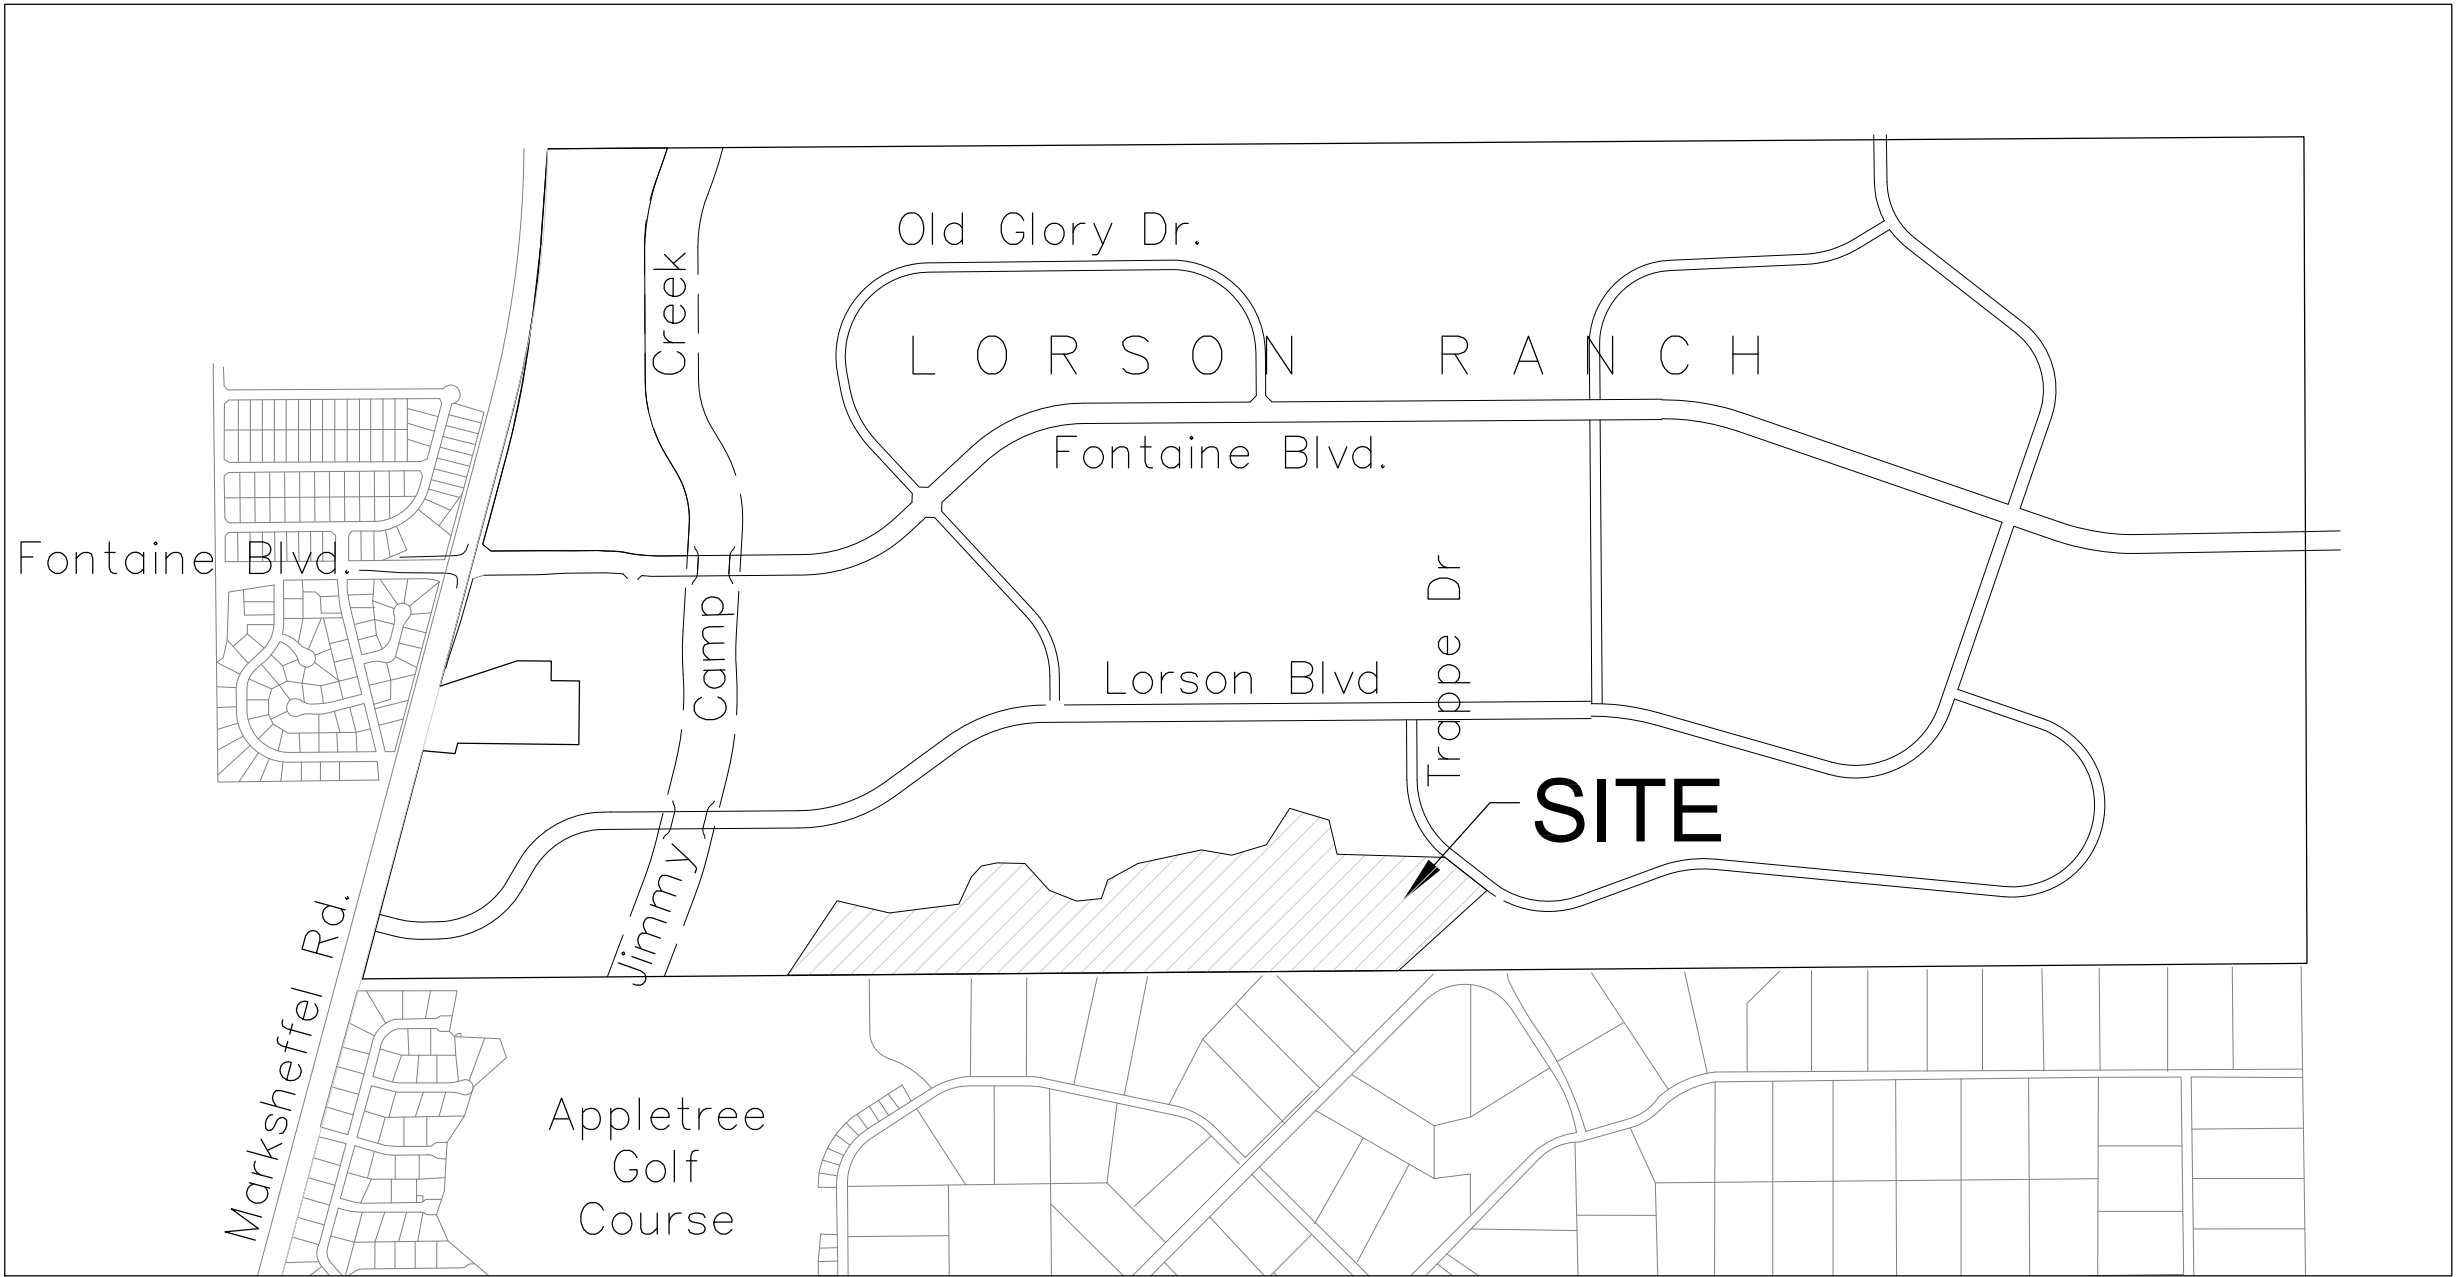 Old Glory Dr.
Creek
LORSON RANCH
Fontaine Blvd.
Fontaine Blvd.
Trappe Dr
Camp
Lorson Blvd
SITE
Jimmy
Marksheffel Rd.
Appletree
Golf
Course